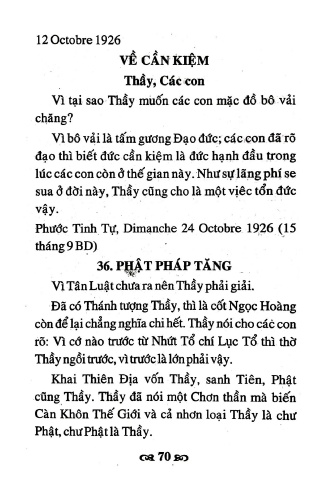 12 Octobre 1926
VỀ CẦN KIỆM
Thầy, Các con
Vì tại sao Thầy muốn các con mặc đồ bô vải
chăng?
Vì bô vải là tấm gương Đạo đức; các con đã rõ
đạo thì biết đức cần kiệm là đức hạnh đầu trong
lúc các con còn ở thế gian này. Như sự lãng phí se
sua ở đời này, Thầy cũng cho là một việc tổn đức
vậy.
Phước Tinh Tự, Dimanche 24 Octobre 1926 (15
tháng 9 BD)
36. PHẬT PHÁP TĂNG
Vì Tân Luật chưa ra nên Thầy phải giải.
Đã có Thánh tượng Thầy, thì là cốt Ngọc Hoàng
còn để lại chẳng nghĩa chi hết. Thầy nói cho các con
rõ: Vì cớ nào trước từ Nhứt Tổ chí Lục Tổ thì thờ
Thầy ngồi trước, vì trước là lớn phải vậy.
Khai Thiên Địa vốn Thầy, sanh Tiên, Phật
cũng Thầy. Thầy đã nói một Chơn thần mà biến
Càn Khôn Thế Giới và cả nhơn loại Thầy là chư
Phật, chư Phật là Thầy.
70